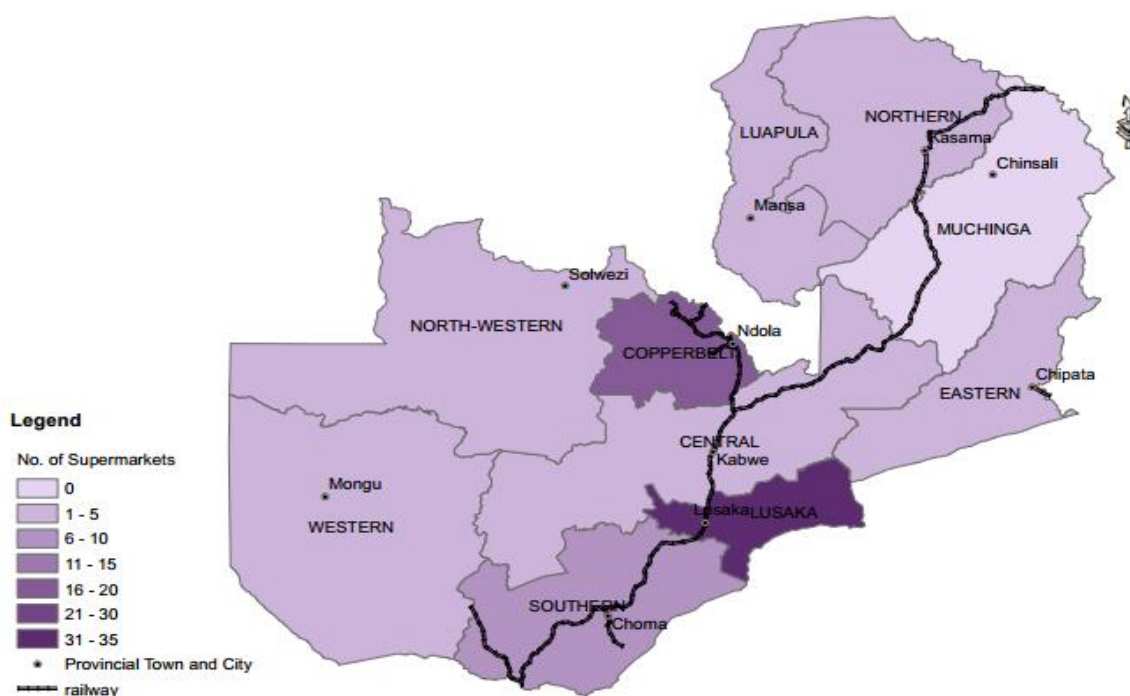 NORTHERN
LUAPULA
Kasama
Chinsali
Mansa
MUCHINGA
Solwezi
NORTH-WESTERN
Ndola
COPPERBELT
Chipata
EASTERN
CENTRAL
Kabwe
Mongu
WESTERN
Lusaka
LUSAKA
SOUTHERN
Choma
Legend
No. of Supermarkets
0
1 - 5
6 - 10
11 - 15
16 - 20
21 - 30
31 - 35
Provincial Town and City
railway